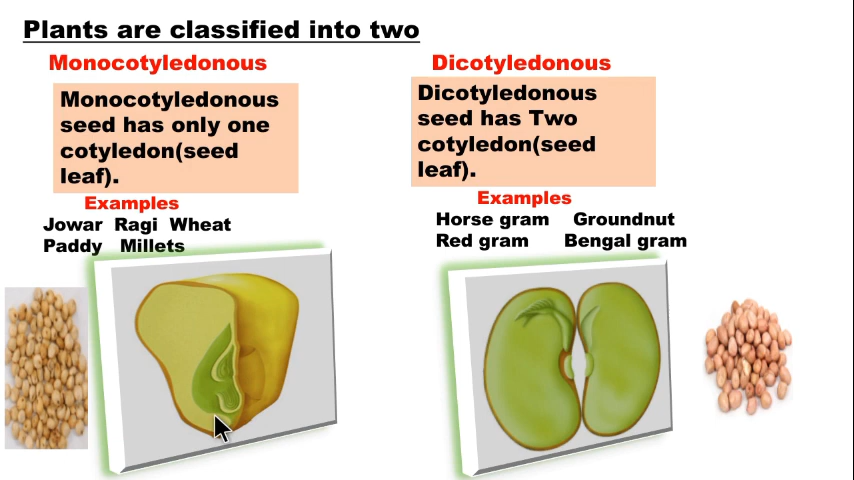 Plants are classified into two
Monocotyledonous
Monocotyledonous
seed has only one
cotyledon(seed
leaf).
Examples
Jowar Ragi Wheat
Paddy Millets
Dicotyledonous
Dicotyledonous
seed has Two
cotyledon(seed
leaf).
Examples
Horse gram Groundnut
Red gram Bengal gram